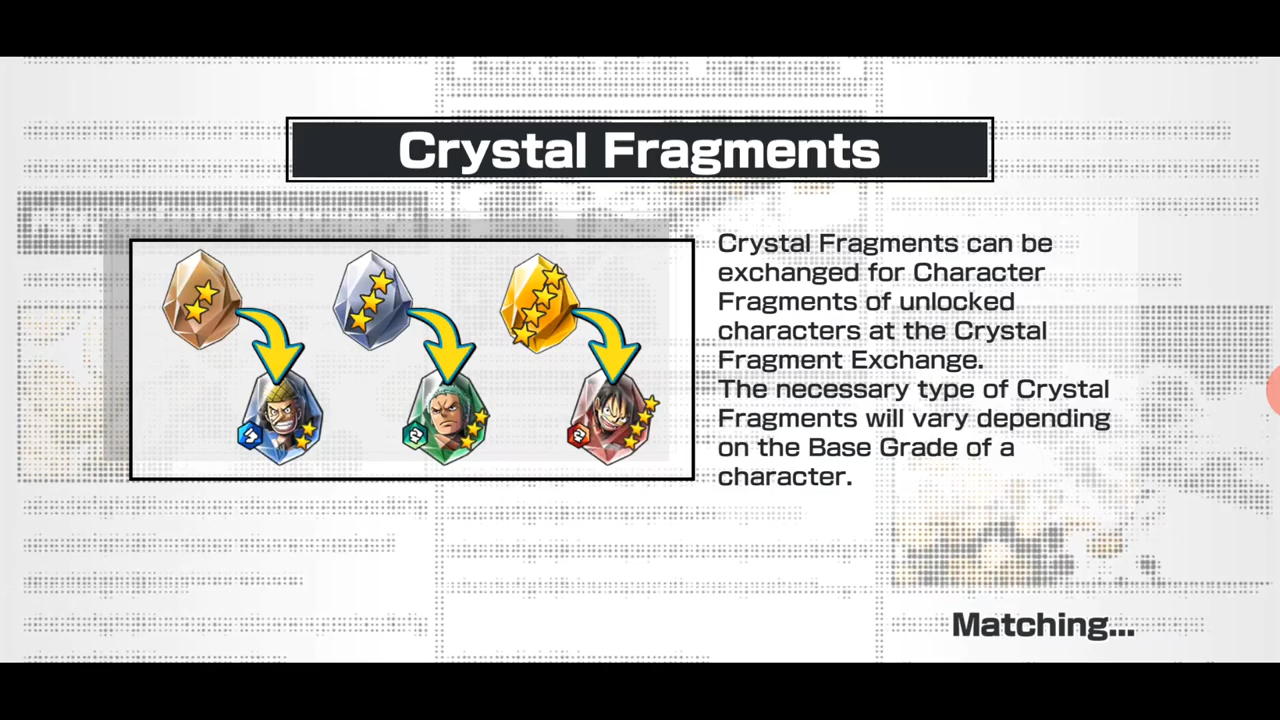 Crystal Fragments
Crystal Fragments can be
exchanged for Character
Fragments of unlocked
characters at the Crystal
Fragment Exchange.
The necessary type of Crystal
Fragments will vary depending
on the Base Grade of a
character.
Matching...